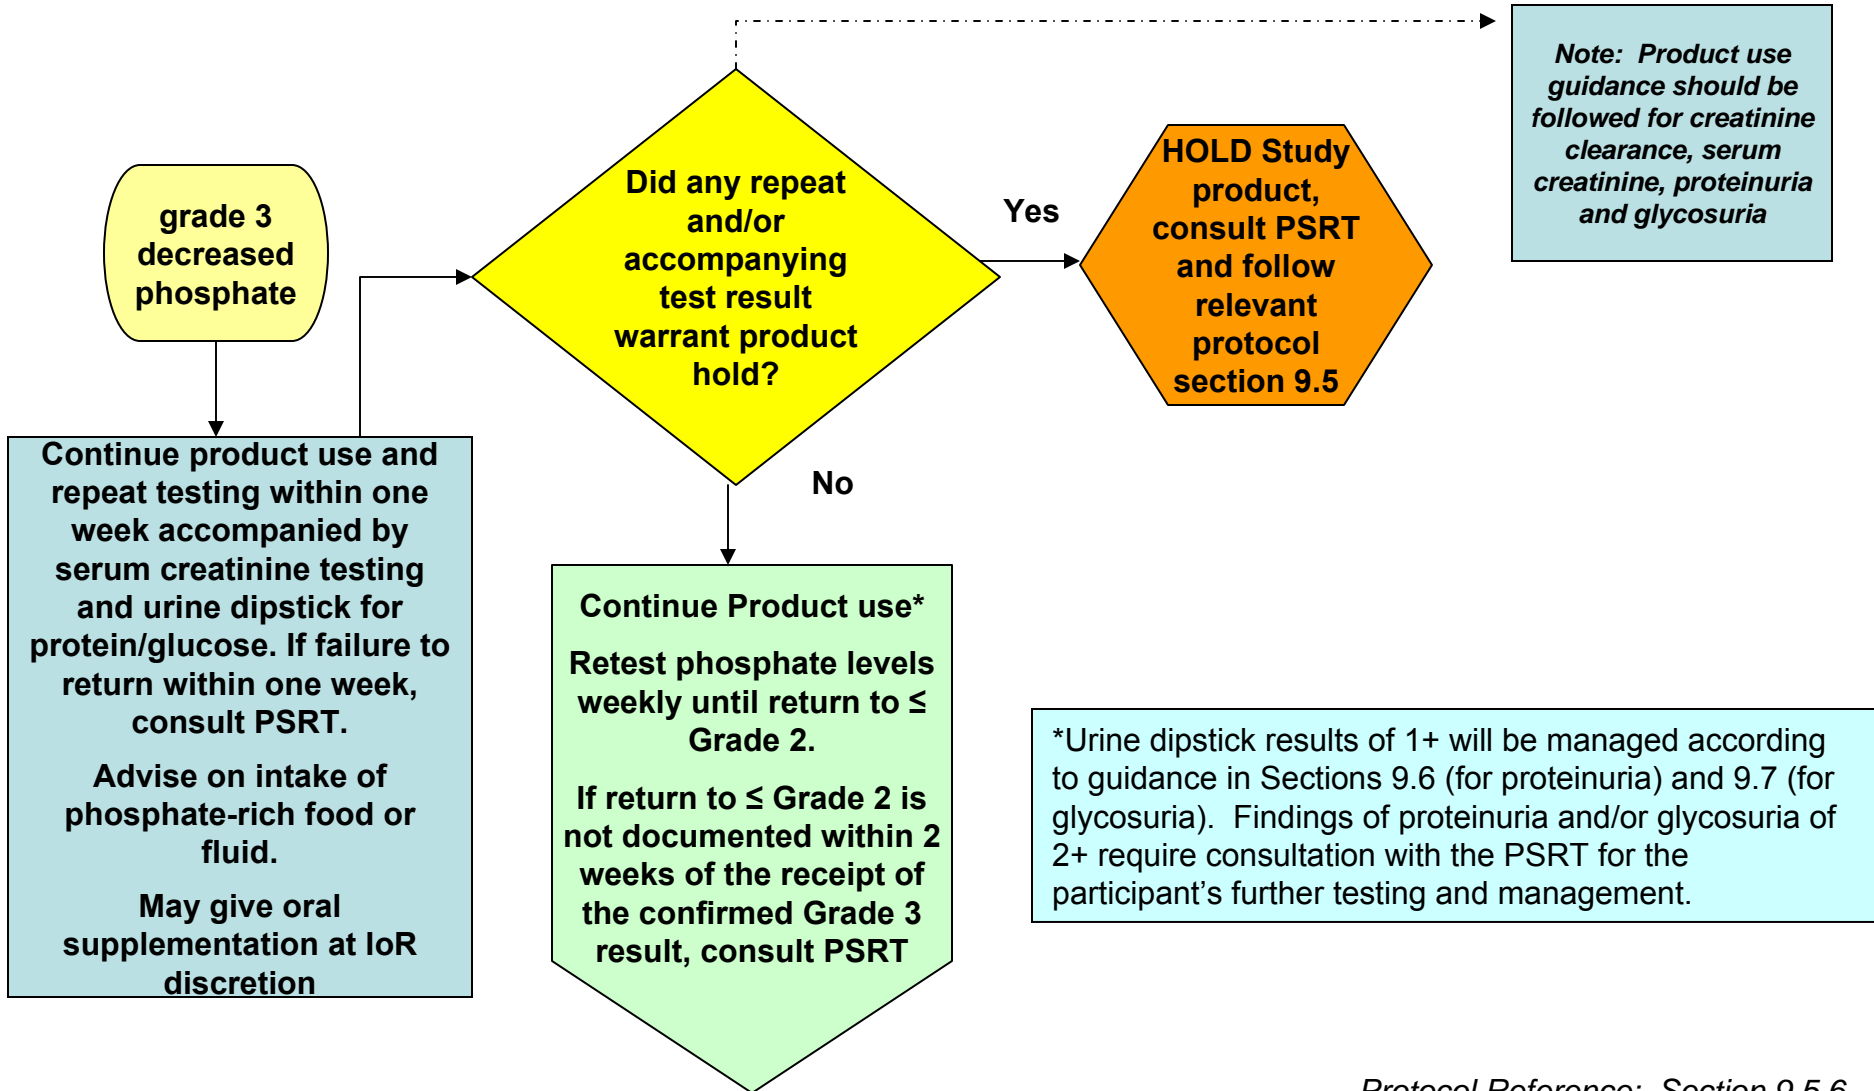 grade 3
decreased
phosphate
Continue product use and
repeat testing within one
week accompanied by
serum creatinine testing
and urine dipstick for
protein/glucose. If failure to
return within one week,
consult PSRT.
Advise on intake of
phosphate-rich food or
fluid.
May give oral
supplementation at IoR
discretion
Did any repeat
and/or
accompanying
test result
warrant product
hold?
Yes
HOLD Study
product,
consult PSRT
and follow
relevant
protocol
section 9.5
Note: Product use
guidance should be
followed for creatinine
clearance, serum
creatinine, proteinuria
and glycosuria
No
Continue Product use*
Retest phosphate levels
weekly until return to ≤
Grade 2.
If return to ≤ Grade 2 is
not documented within 2
weeks of the receipt of
the confirmed Grade 3
result, consult PSRT
*Urine dipstick results of 1+ will be managed according
to guidance in Sections 9.6 (for proteinuria) and 9.7 (for
glycosuria). Findings of proteinuria and/or glycosuria of
2+ require consultation with the PSRT for the
participant's further testing and management.
Protocol Reference: Section 9.5.6